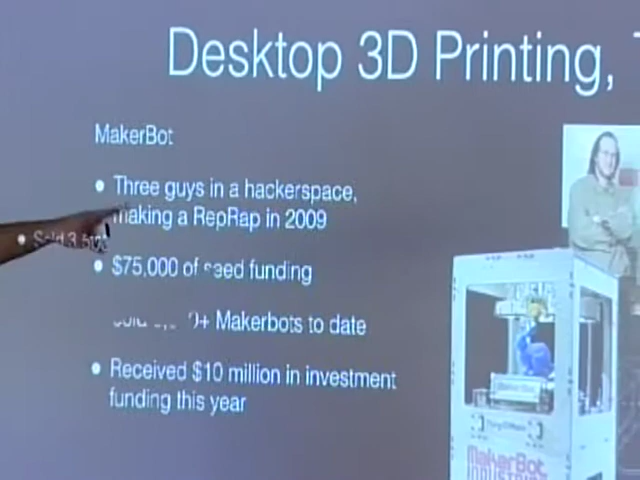 Desktop 3D Printing,
MakerBot
Three guys in a hackerspace,
making a RepRap in 2009
$75,000 of seed funding
0+ Makerbots to date
Received $10 million in investment
funding this year
MakerBot
INDUSTRIES